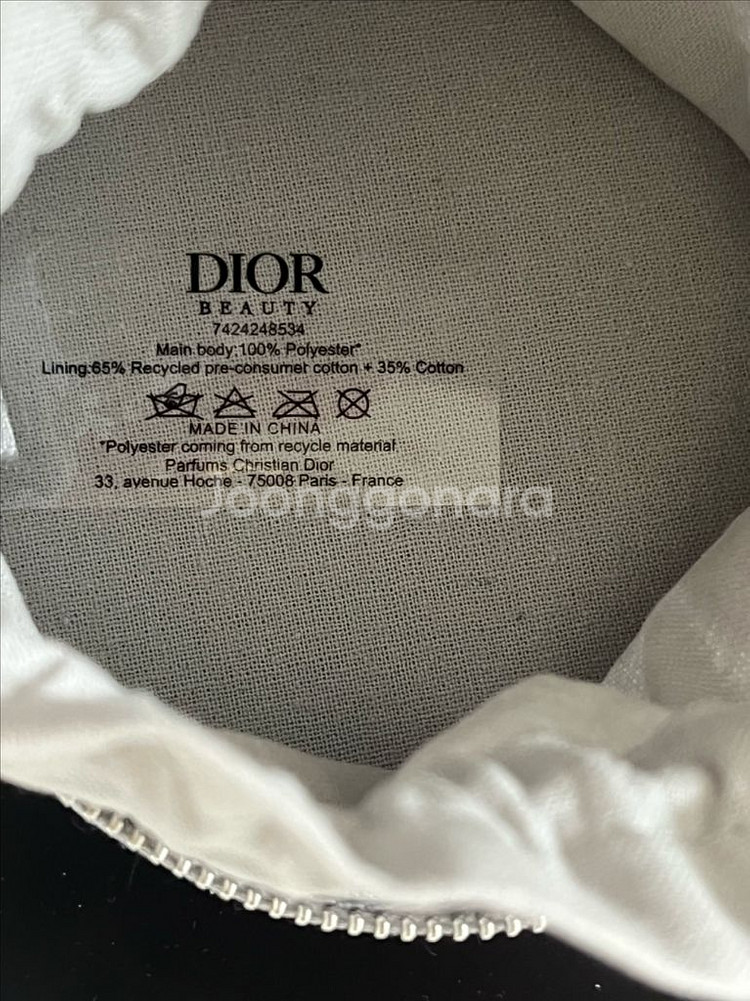 DIOR
BEAUTY
7424248534
Main body:100% Polyester*
Lining:65% Recycled pre-consumer cotton + 35% Cotton
MADE IN CHINA
*Polyester coming from recycle material
Parfums Christian Dior
33, avenue Hoche - 75008 Paris - France
Joonggonara